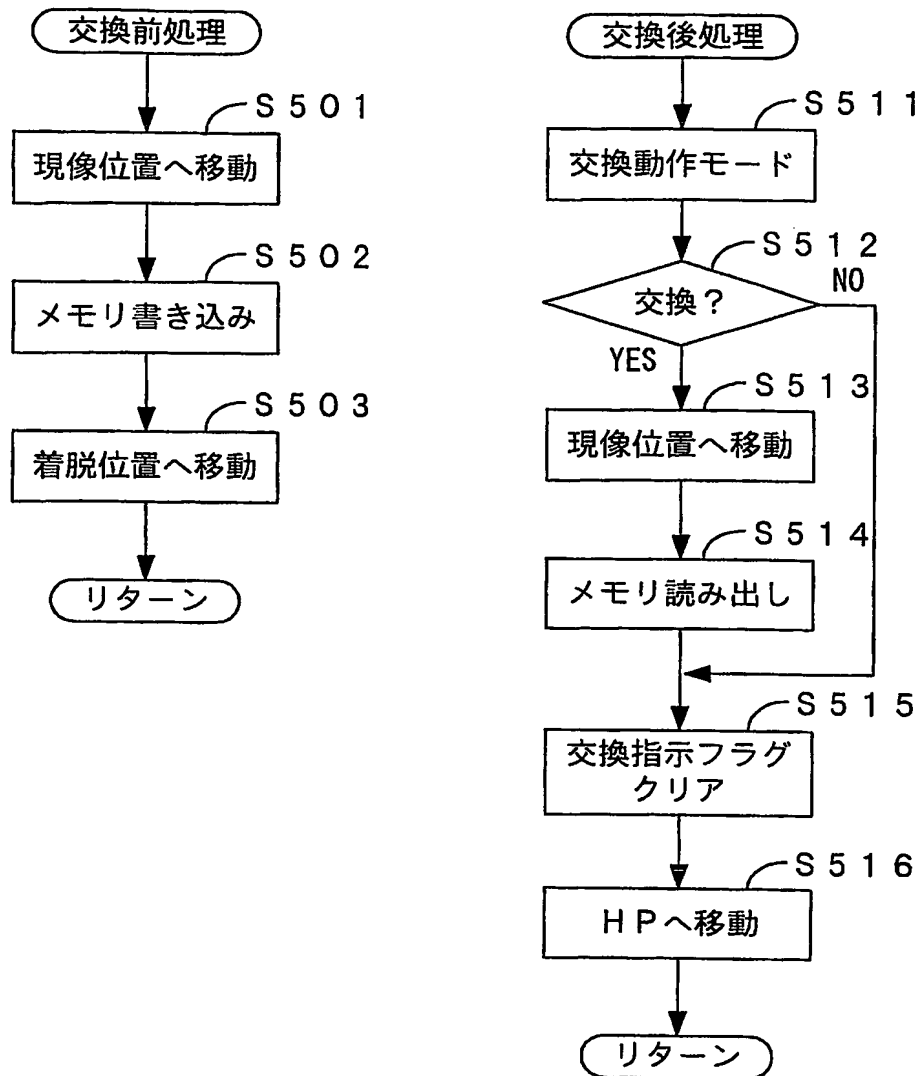 交換前処理
S501
現像位置へ移動
S502
メモリ書き込み
S503
着脱位置へ移動
リターン
交換後処理
S511
交換動作モード
S512
交換?
NO
YES
S513
現像位置へ移動
S514
メモリ読み出し
S515
交換指示フラグ
クリア
S516
HPへ移動
リターン